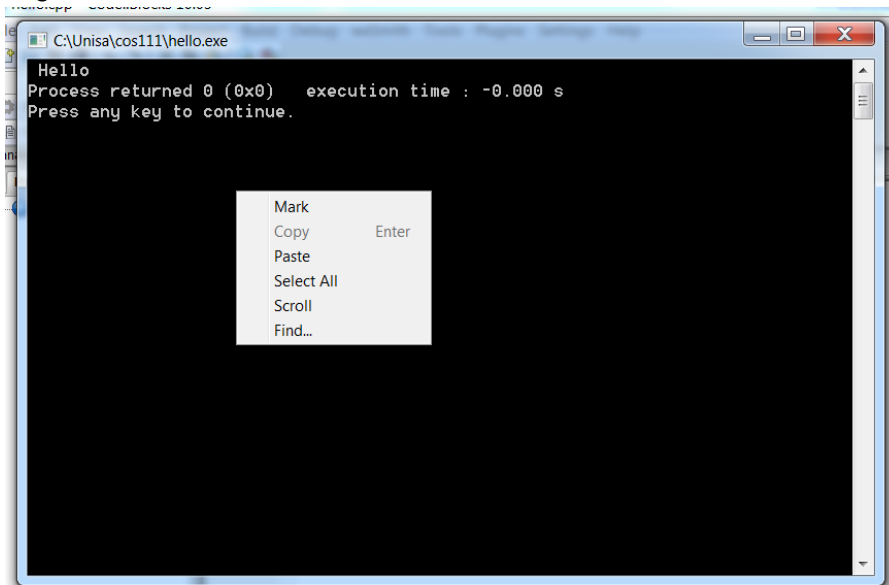 C:\Unisa\cos111\hello.exe
Hello
Process returned 0 (0x0)   execution time : -0.000 s
Press any key to continue.
Mark
Copy Enter
Paste
Select All
Scroll
Find...